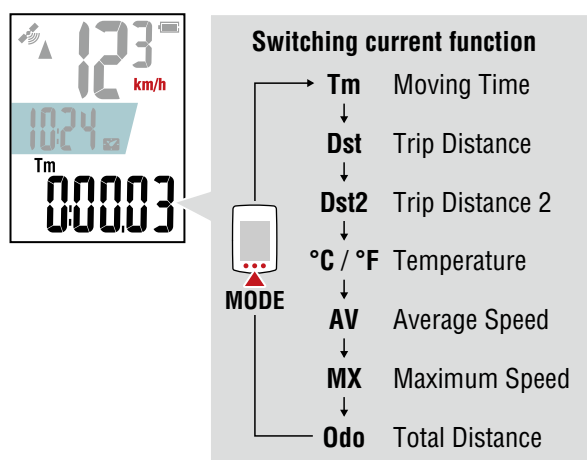 123
km/h
10:24
Tm
0:00.03
Switching current function
Tm Moving Time
Dst Trip Distance
Dst2 Trip Distance 2
°C / °F Temperature
AV Average Speed
MX Maximum Speed
Odo Total Distance
MODE